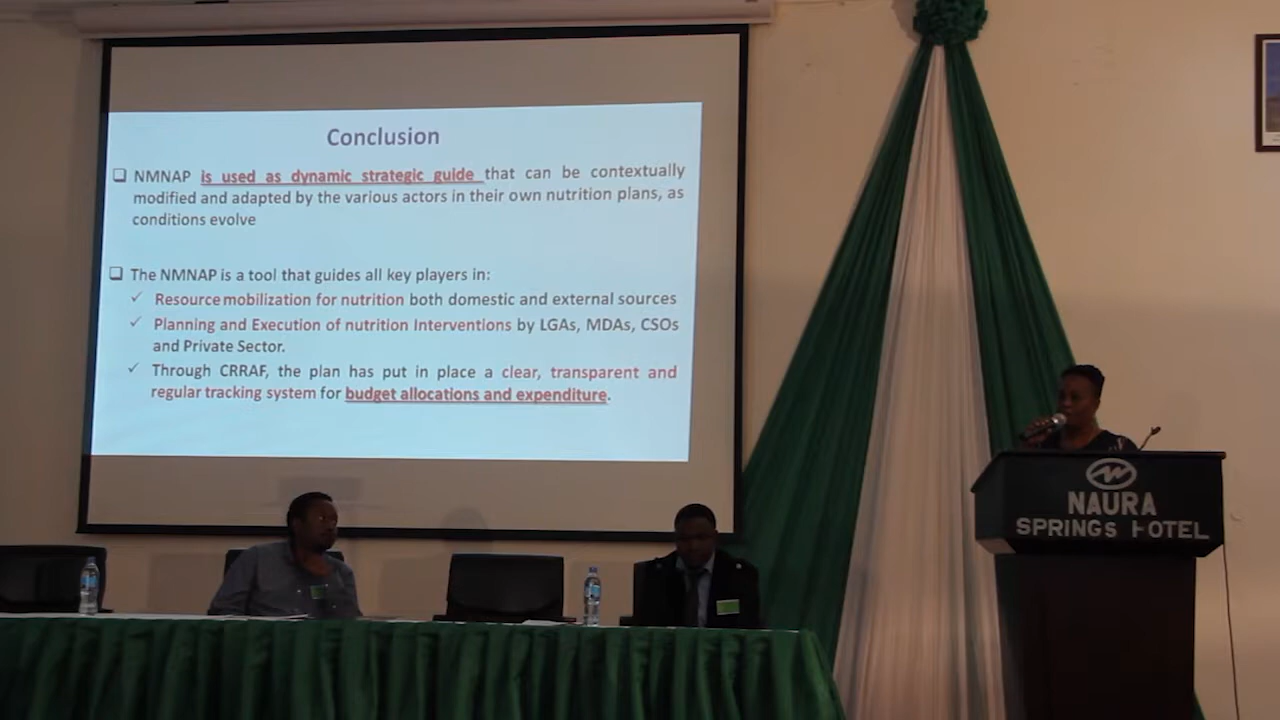 Conclusion
❑ NMNAP is used as dynamic strategic guide that can be contextually
modified and adapted by the various actors in their own nutrition plans, as
conditions evolve
❑ The NMNAP is a tool that guides all key players in:
✓ Resource mobilization for nutrition both domestic and external sources
✓ Planning and Execution of nutrition Interventions by LGAs, MDAs, CSOs
and Private Sector.
✓ Through CRRAF, the plan has put in place a clear, transparent and
regular tracking system for budget allocations and expenditure.
NAURA
SPRINGS HOTEL